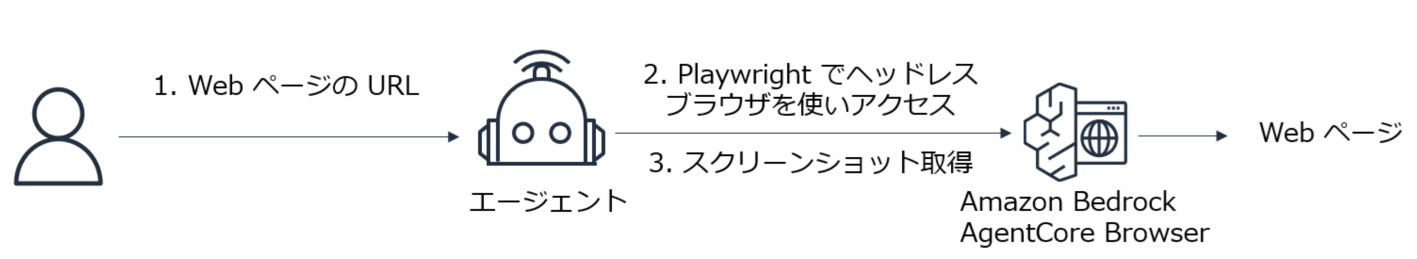 1. Web ページの URL
エージェント
2. Playwright でヘッドレス
ブラウザを使いアクセス
3. スクリーンショット取得
Amazon Bedrock
AgentCore Browser
Web ページ